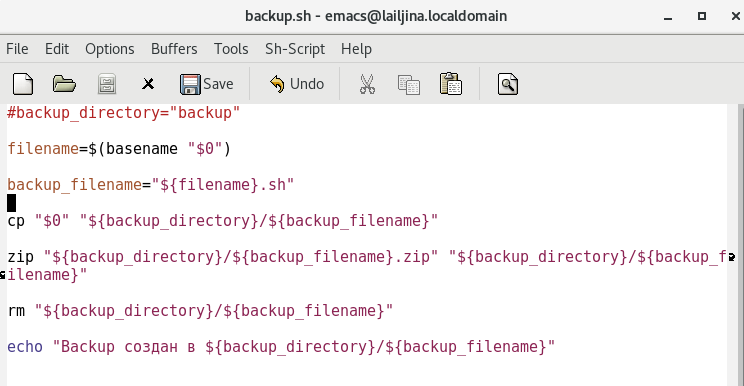 backup.sh - emacs@lailjina.localdomain
File Edit Options Buffers Tools Sh-Script Help
Save Undo
#backup_directory="backup"
filename=$(basename "$0")
backup_filename="${filename}.sh"
cp "$0" "${backup_directory}/${backup_filename}"
zip "${backup_directory}/${backup_filename}.zip" "${backup_directory}/${backup_f
ilename}"
rm "${backup_directory}/${backup_filename}"
echo "Backup создан в ${backup_directory}/${backup_filename}"